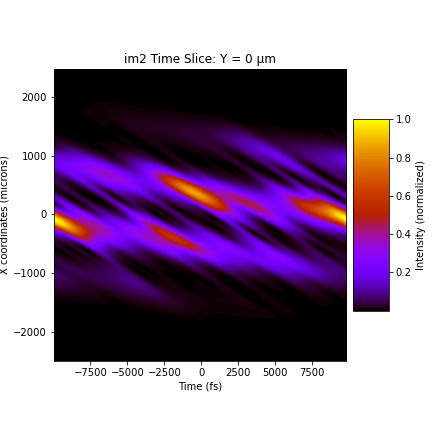 im2 Time Slice: Y = 0 μm
X coordinates (microns)
2000
1000
0
−1000
−2000
−7500 −5000 −2500 0 2500 5000 7500
Time (fs)
1.0
0.8
0.6
0.4
0.2
Intensity (normalized)